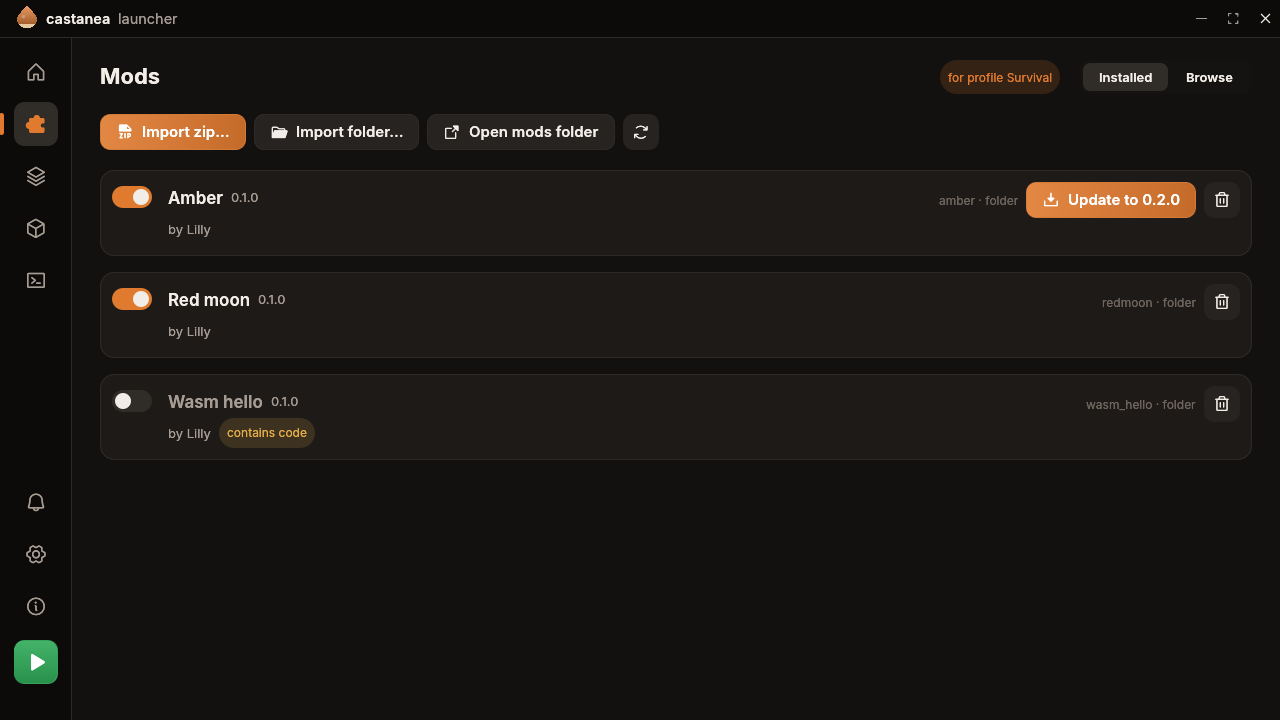 castanea launcher
Mods
for profile Survival
Installed
Browse
ZIP Import zip...
Import folder...
Open mods folder
Amber 0.1.0
amber · folder
Update to 0.2.0
by Lilly
Red moon 0.1.0
redmoon · folder
by Lilly
Wasm hello 0.1.0
wasm_hello · folder
by Lilly contains code